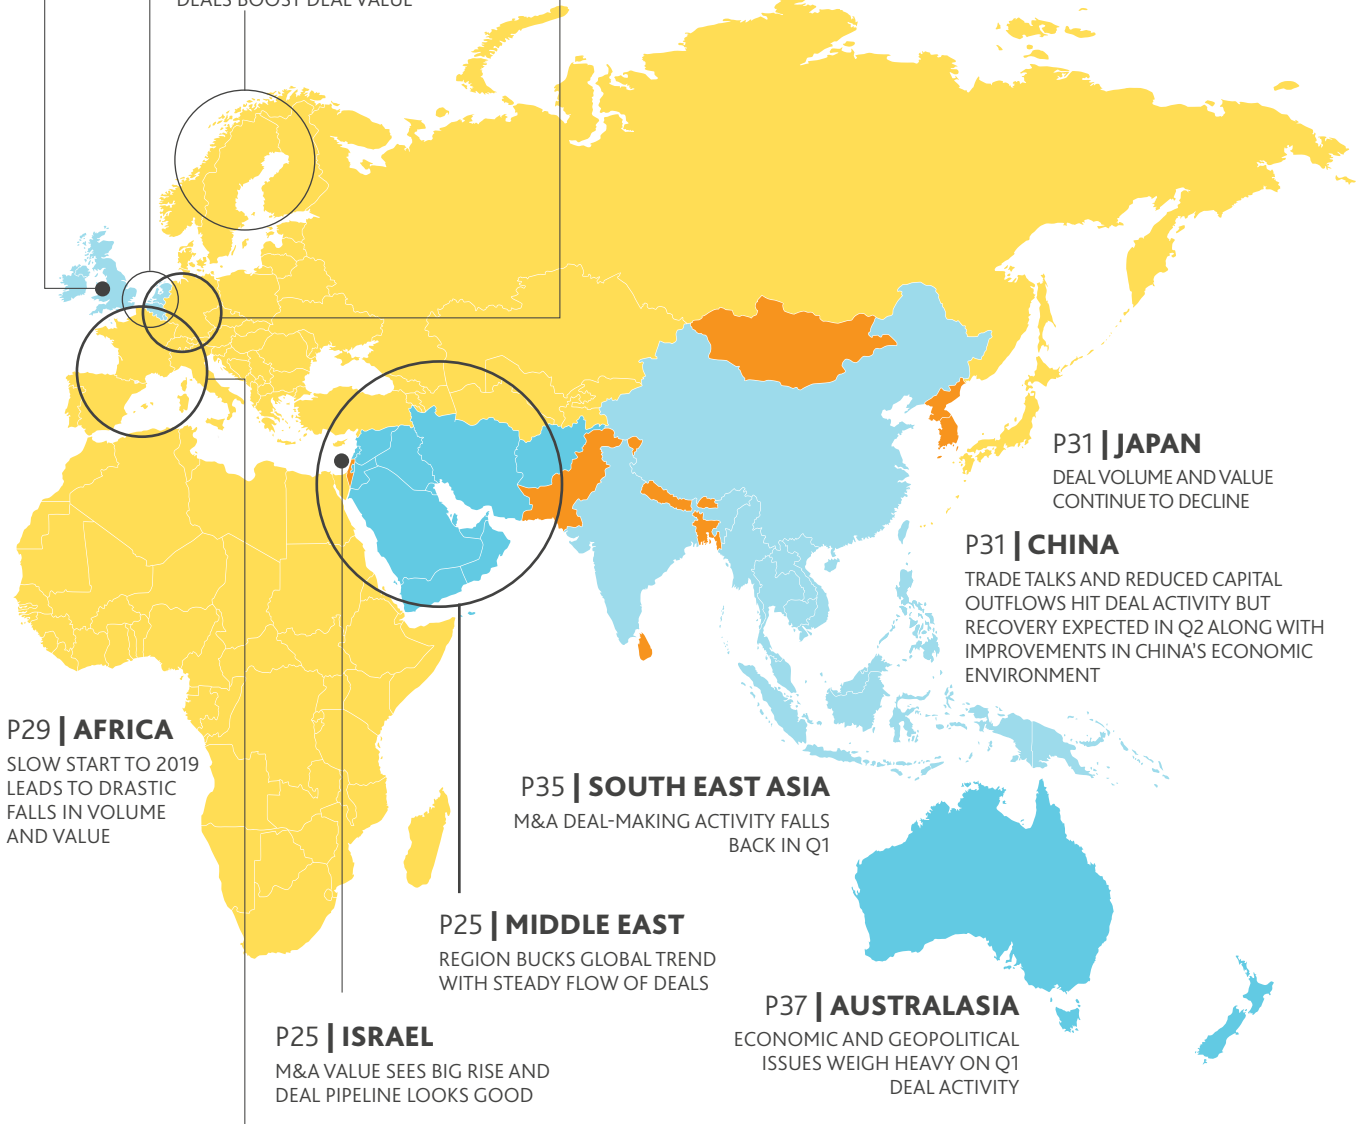 DEALS BOOST DEAL VALUE
P31 | JAPAN
DEAL VOLUME AND VALUE
CONTINUE TO DECLINE
P31 | CHINA
TRADE TALKS AND REDUCED CAPITAL
OUTFLOWS HIT DEAL ACTIVITY BUT
RECOVERY EXPECTED IN Q2 ALONG WITH
IMPROVEMENTS IN CHINA'S ECONOMIC
ENVIRONMENT
P29 | AFRICA
SLOW START TO 2019
LEADS TO DRASTIC
FALLS IN VOLUME
AND VALUE
P35 | SOUTH EAST ASIA
M&A DEAL-MAKING ACTIVITY FALLS
BACK IN Q1
P25 | MIDDLE EAST
REGION BUCKS GLOBAL TREND
WITH STEADY FLOW OF DEALS
P37 | AUSTRALASIA
ECONOMIC AND GEOPOLITICAL
ISSUES WEIGH HEAVY ON Q1
DEAL ACTIVITY
P25 | ISRAEL
M&A VALUE SEES BIG RISE AND
DEAL PIPELINE LOOKS GOOD